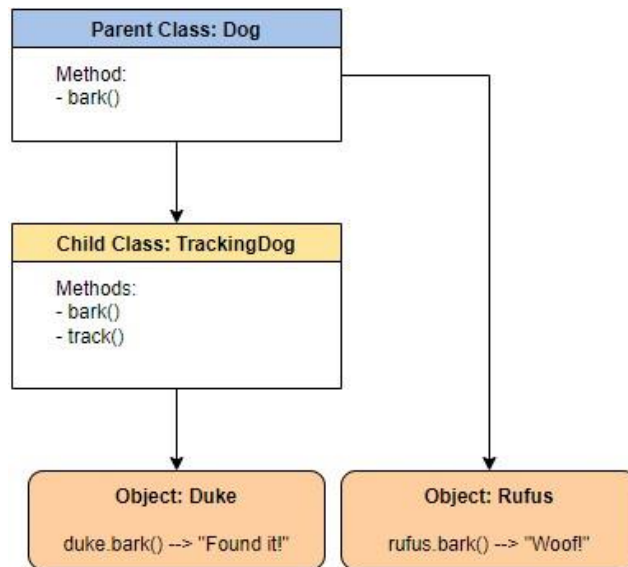 Parent Class: Dog
Method:
- bark()
Child Class: TrackingDog
Methods:
- bark()
- track()
Object: Duke
duke.bark() --> "Found it!"
Object: Rufus
rufus.bark() --> "Woof!"